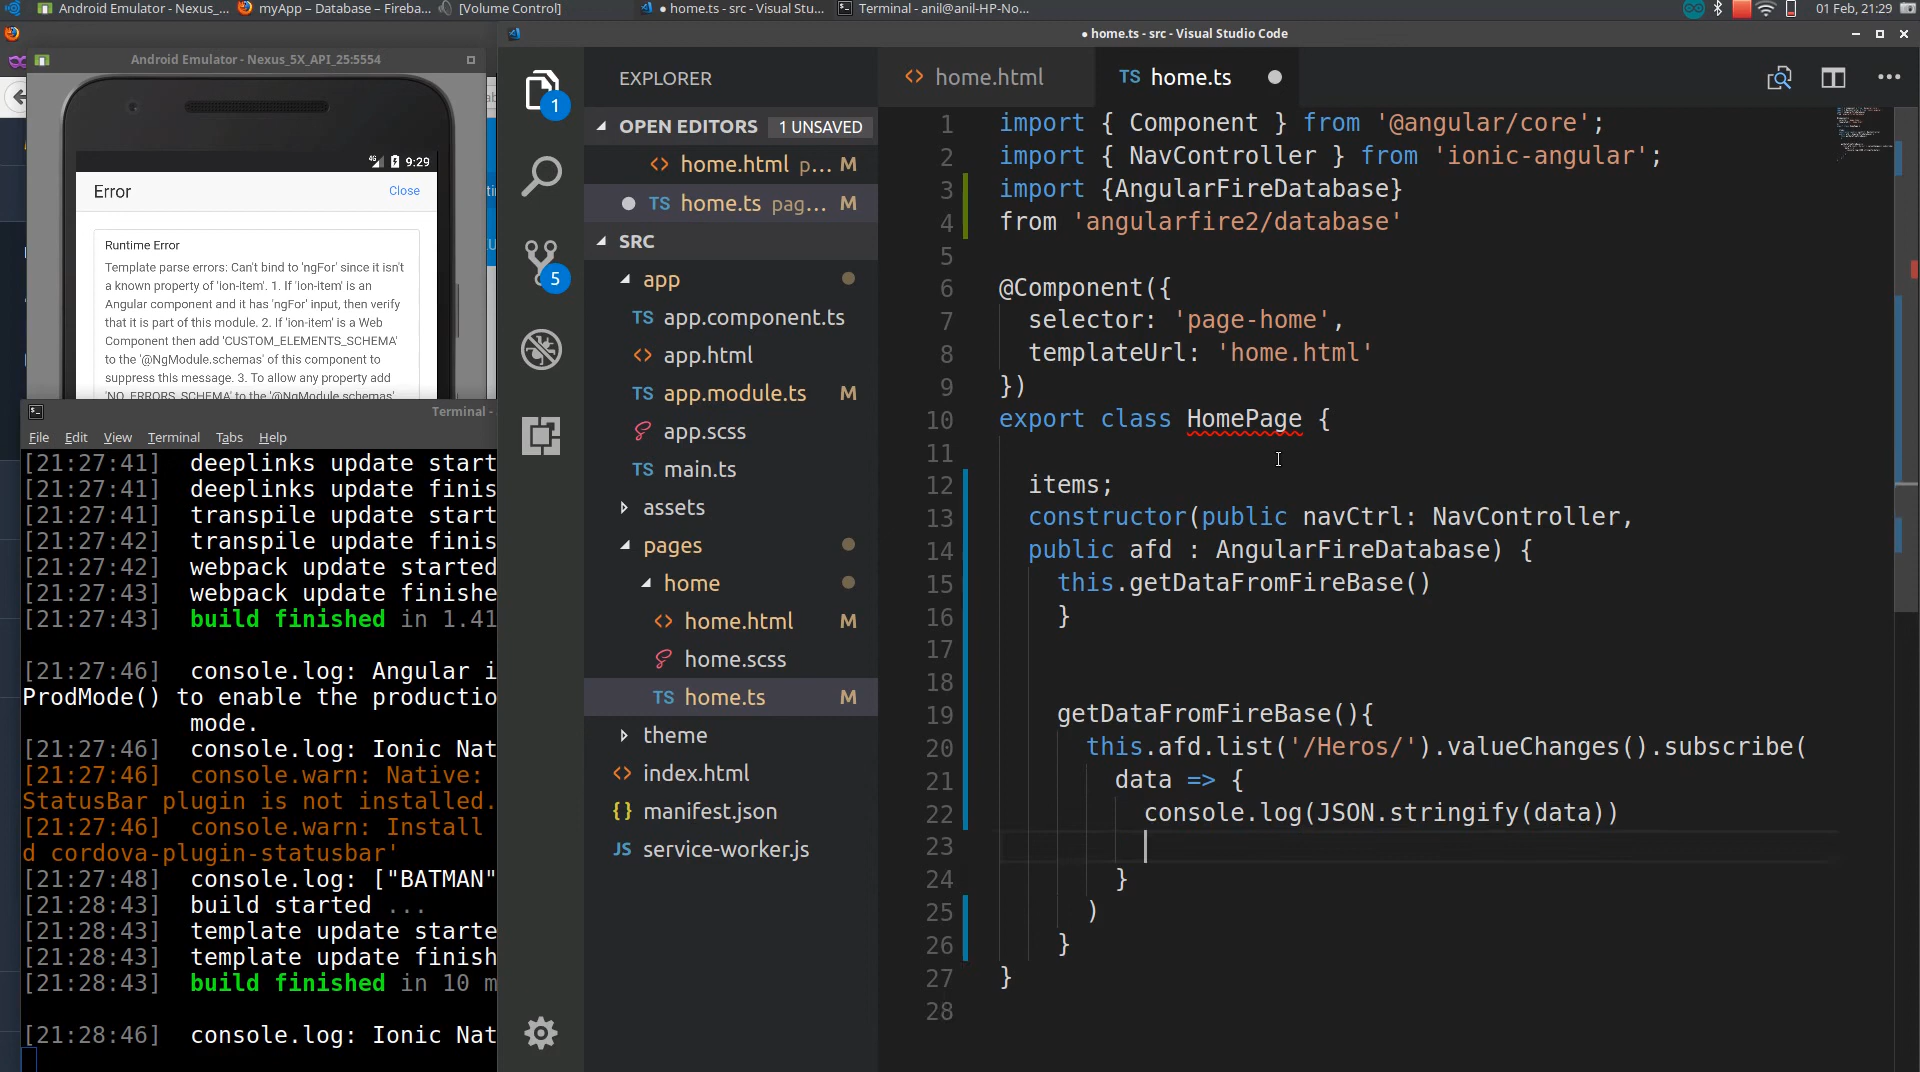 Android Emulator - Nexus_...
myApp – Database – Fireba...
[Volume Control]
● home.ts - src - Visual Stu...
Terminal - anil@anil-HP-No...
01 Feb, 21:29
Android Emulator - Nexus_5X_API_25:5554
9:29
Error
Close
Runtime Error
Template parse errors: Can't bind to 'ngFor' since it isn't
a known property of 'ion-item'. 1. If 'ion-item' is an
Angular component and it has 'ngFor' input, then verify
that it is part of this module. 2. If 'ion-item' is a Web
Component then add 'CUSTOM_ELEMENTS_SCHEMA'
to the '@NgModule.schemas' of this component to
suppress this message. 3. To allow any property add
'NO_ERRORS_SCHEMA' to the '@NgModule.schemas'
Terminal -
File Edit View Terminal Tabs Help
[21:27:41] deeplinks update start
[21:27:41] deeplinks update finis
[21:27:41] transpile update start
[21:27:42] transpile update finis
[21:27:42] webpack update started
[21:27:43] webpack update finishe
[21:27:43] build finished in 1.41
[21:27:46] console.log: Angular i
ProdMode() to enable the productio
mode.
[21:27:46] console.log: Ionic Nat
[21:27:46] console.warn: Native:
StatusBar plugin is not installed.
[21:27:46] console.warn: Install
d cordova-plugin-statusbar'
[21:27:48] console.log: ["BATMAN"
[21:28:43] build started ...
[21:28:43] template update starte
[21:28:43] template update finish
[21:28:43] build finished in 10 m
[21:28:46] console.log: Ionic Nat
● home.ts - src - Visual Studio Code
EXPLORER
OPEN EDITORS 1 UNSAVED
home.html p... M
TS home.ts pag... M
SRC
app
TS app.component.ts
<> app.html
TS app.module.ts M
app.scss
TS main.ts
assets
pages
home
<> home.html M
home.scss
TS home.ts M
theme
<> index.html
{} manifest.json
JS service-worker.js
1
5
<> home.html
TS home.ts
1 import { Component } from '@angular/core';
2 import { NavController } from 'ionic-angular';
3 import {AngularFireDatabase}
4 from 'angularfire2/database'
5
6 @Component({
7 selector: 'page-home',
8 templateUrl: 'home.html'
9 })
10 export class HomePage {
11
12 items;
13 constructor(public navCtrl: NavController,
14 public afd : AngularFireDatabase) {
15 this.getDataFromFireBase()
16 }
17
18
19 getDataFromFireBase(){
20 this.afd.list('/Heros/').valueChanges().subscribe(
21 data => {
22 console.log(JSON.stringify(data))
23
24 }
25 )
26 }
27 }
28